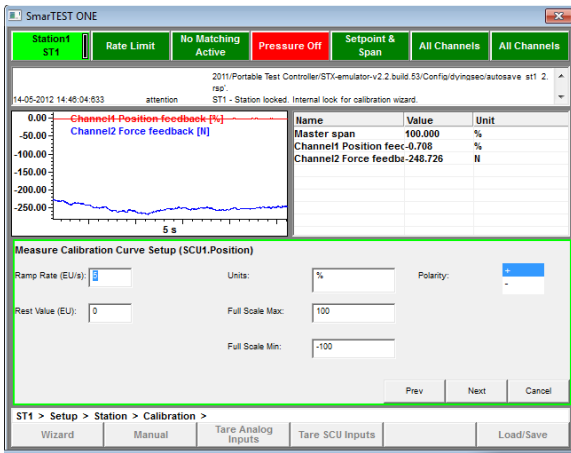 SmarTEST ONE
Station1 ST1
Rate Limit
No Matching Active
Pressure Off
Setpoint & Span
All Channels
All Channels
2011/Portable Test Controller/STX-emulator-v2.2.build.53/Config/dyingseo/autosave st1 2.
rsp'.
14-05-2012 14:46:04:633 attention ST1 - Station locked. Internal lock for calibration wizard.
0.00 Channel1 Position feedback [%]
-50.00 Channel2 Force feedback [N]
-100.00
-150.00
-200.00
-250.00
5 s
Name Value Unit
Master span 100.000 %
Channel1 Position feec -0.708 %
Channel2 Force feedba -248.726 N
Measure Calibration Curve Setup (SCU1.Position)
Ramp Rate (EU/s): 5 Units: % Polarity: +
-
Rest Value (EU): 0 Full Scale Max: 100
Full Scale Min: -100
Prev Next Cancel
ST1 > Setup > Station > Calibration >
Wizard
Manual
Tare Analog Inputs
Tare SCU Inputs
Load/Save